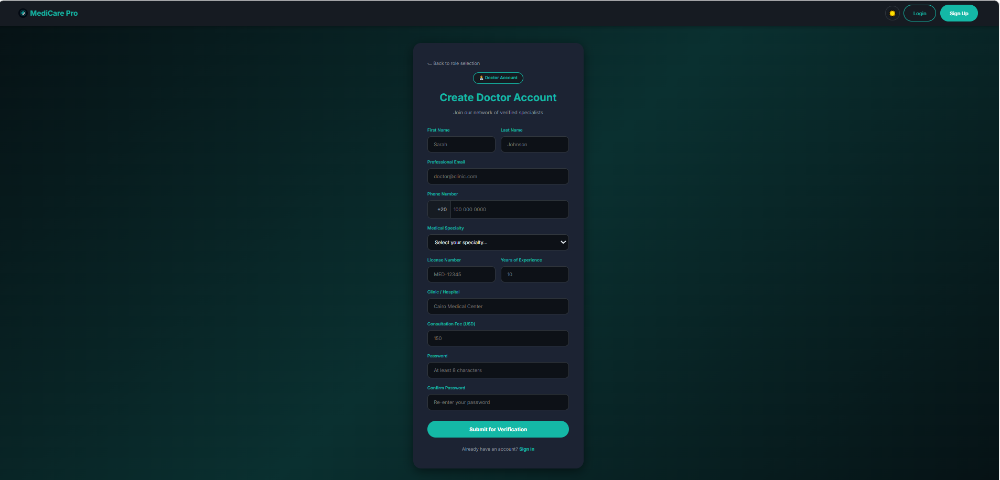 MediCare Pro
Login
Sign Up
Back to role selection
Doctor Account
Create Doctor Account
Join our network of verified specialists
First Name Last Name
Sarah Johnson
Professional Email
doctor@clinic.com
Phone Number
+20 100 000 0000
Medical Specialty
Select your specialty...
License Number Years of Experience
MED-12345 10
Clinic / Hospital
Cairo Medical Center
Consultation Fee (USD)
150
Password
At least 8 characters
Confirm Password
Re-enter your password
Submit for Verification
Already have an account? Sign in